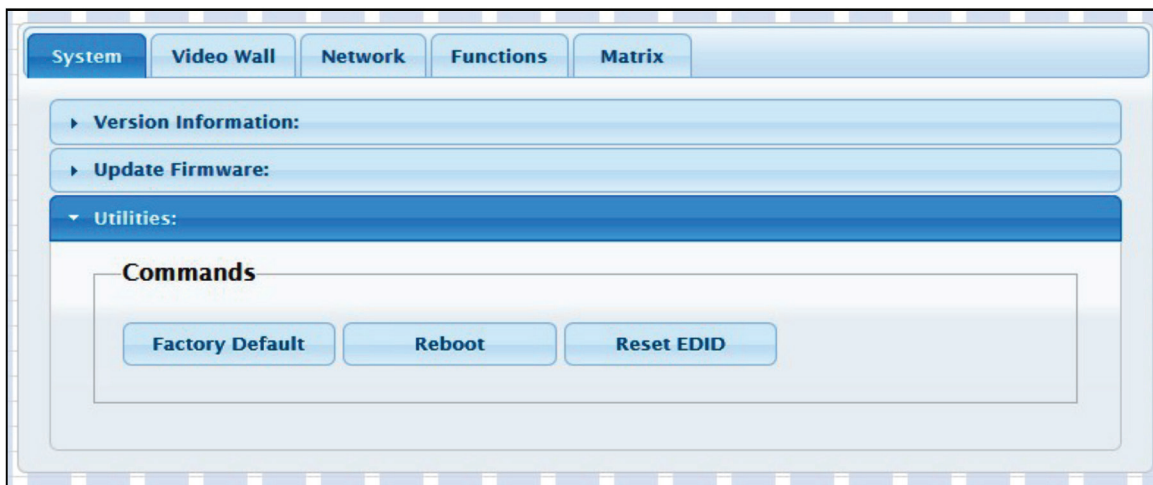 System Video Wall Network Functions Matrix
Version Information:
Update Firmware:
Utilities:
Commands
Factory Default Reboot Reset EDID